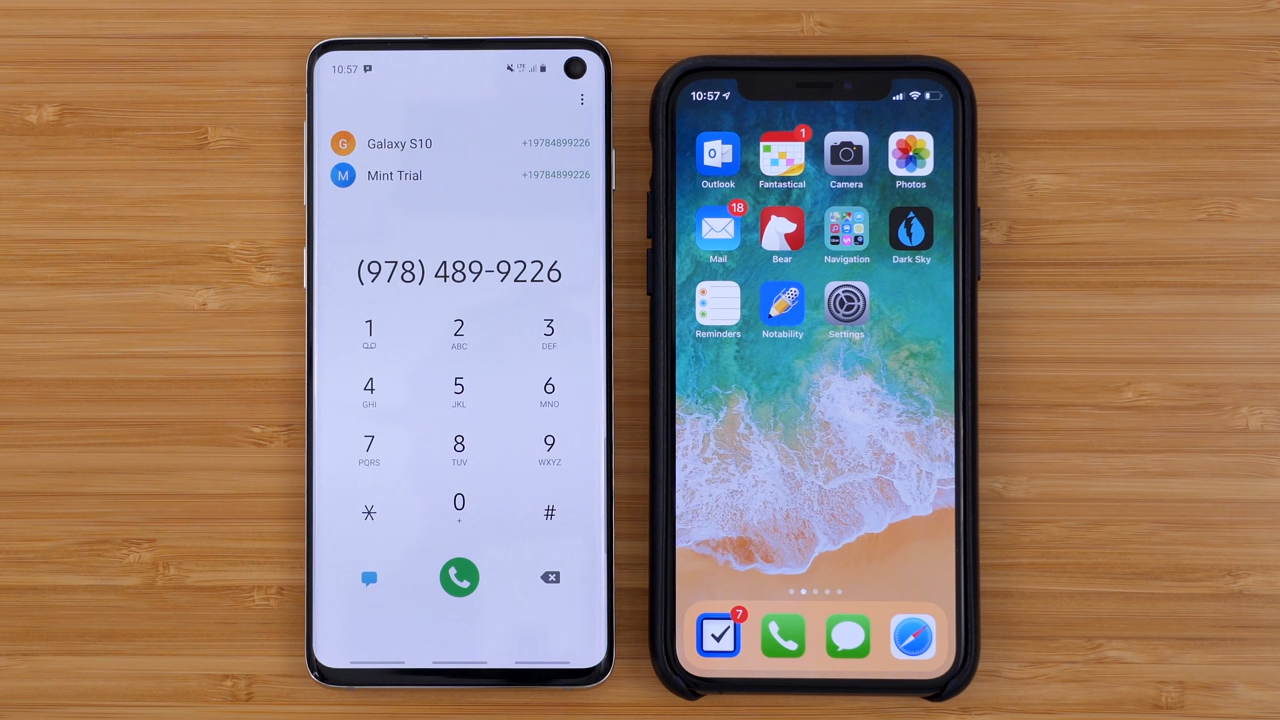 10:57
LTE
G Galaxy S10 +19784899226
M Mint Trial +19784899226
(978) 489-9226
1 2 3
ABC DEF
4 5 6
GHI JKL MNO
7 8 9
PQRS TUV WXYZ
* 0 #
+
10:57
1
Outlook Fantastical Camera Photos
18
Mail Bear Navigation Dark Sky
Reminders Notability Settings
7